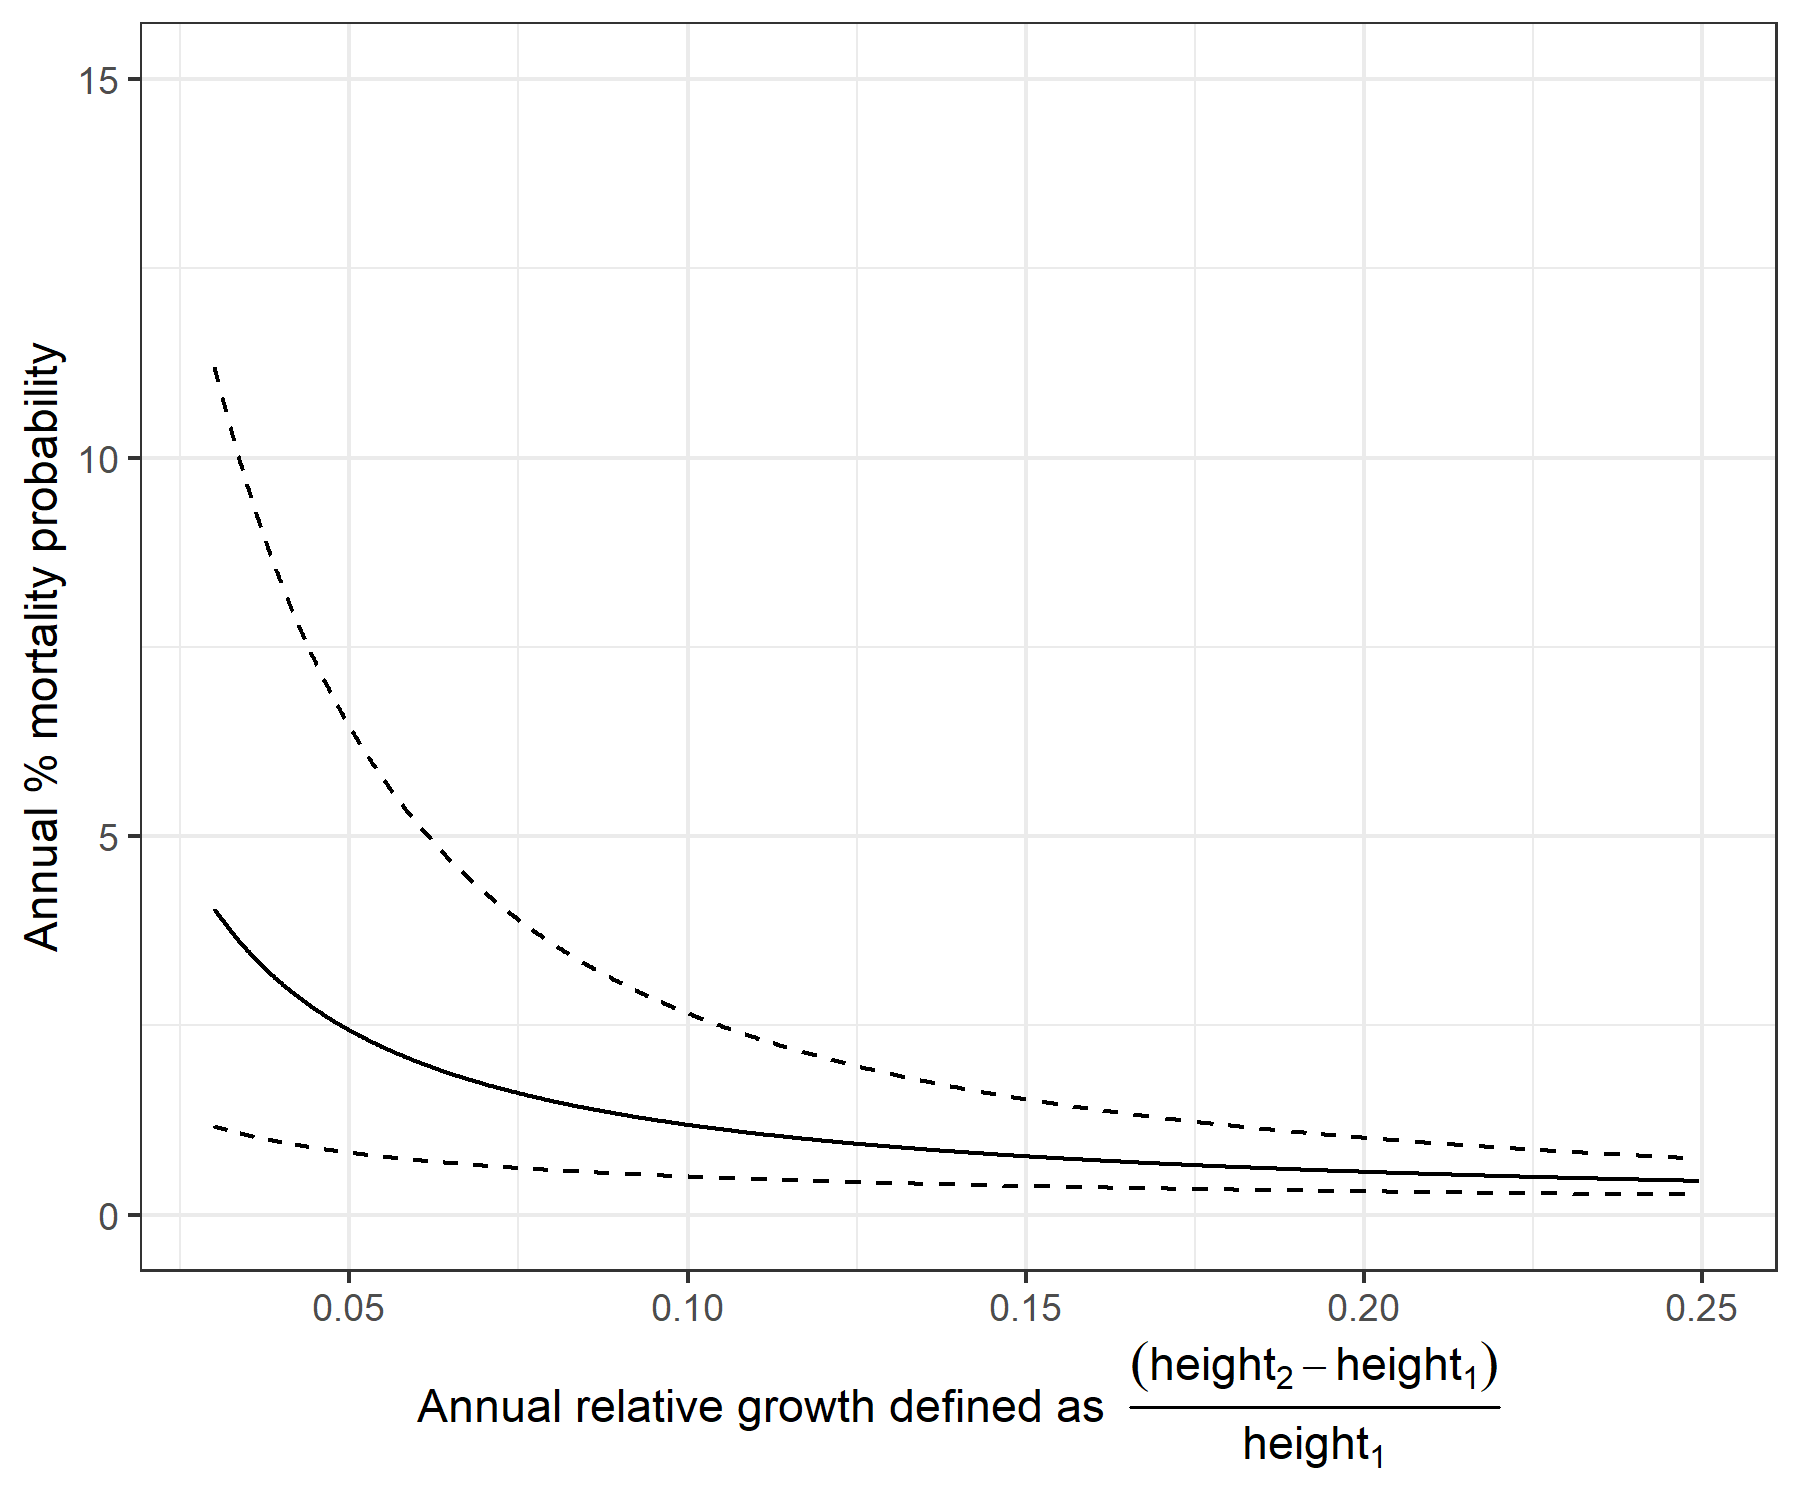 Annual % mortality probability
15
10
5
0
0.05 0.10 0.15 0.20 0.25
Annual relative growth defined as (height₂ − height₁)
height₁